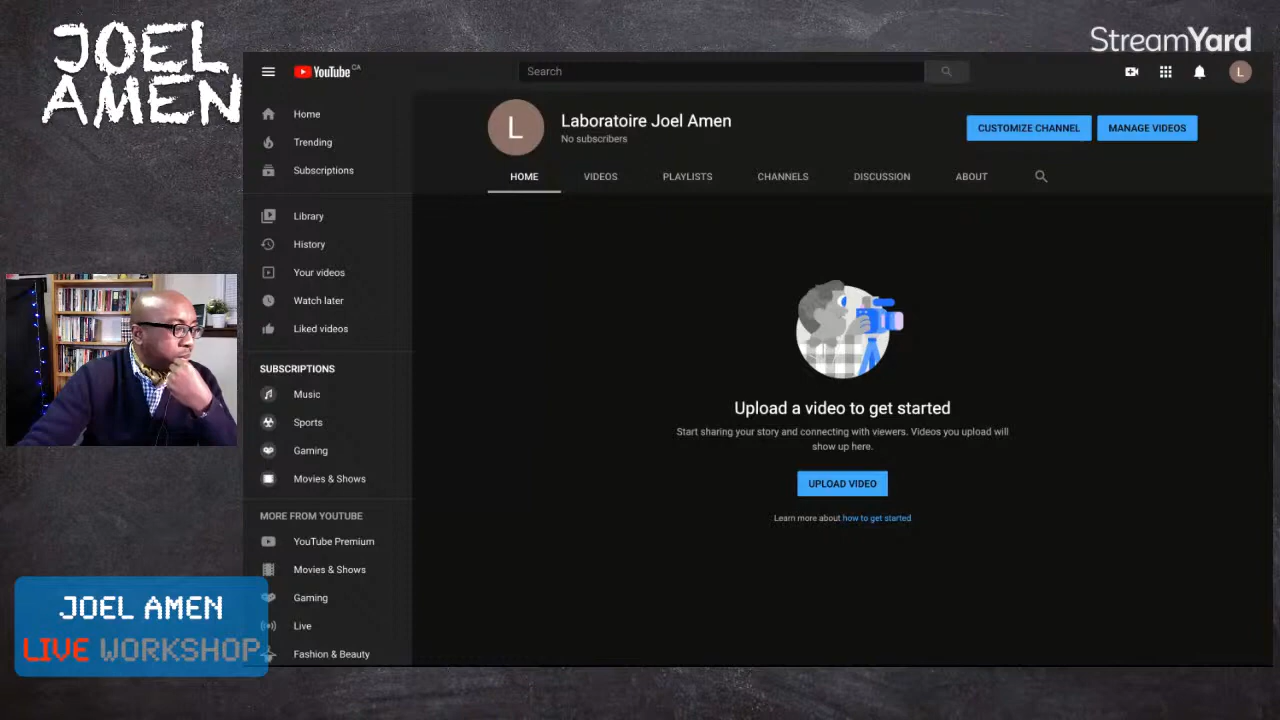 JOEL
AMEN
StreamYard
YouTube CA
Search
L
Home
Trending
Subscriptions
Library
History
Your videos
Watch later
Liked videos
SUBSCRIPTIONS
Music
Sports
Gaming
Movies & Shows
MORE FROM YOUTUBE
YouTube Premium
Movies & Shows
Gaming
Live
Fashion & Beauty
L
Laboratoire Joel Amen
No subscribers
CUSTOMIZE CHANNEL
MANAGE VIDEOS
HOME VIDEOS PLAYLISTS CHANNELS DISCUSSION ABOUT
Upload a video to get started
Start sharing your story and connecting with viewers. Videos you upload will
show up here.
UPLOAD VIDEO
Learn more about how to get started
JOEL AMEN
LIVE WORKSHOP